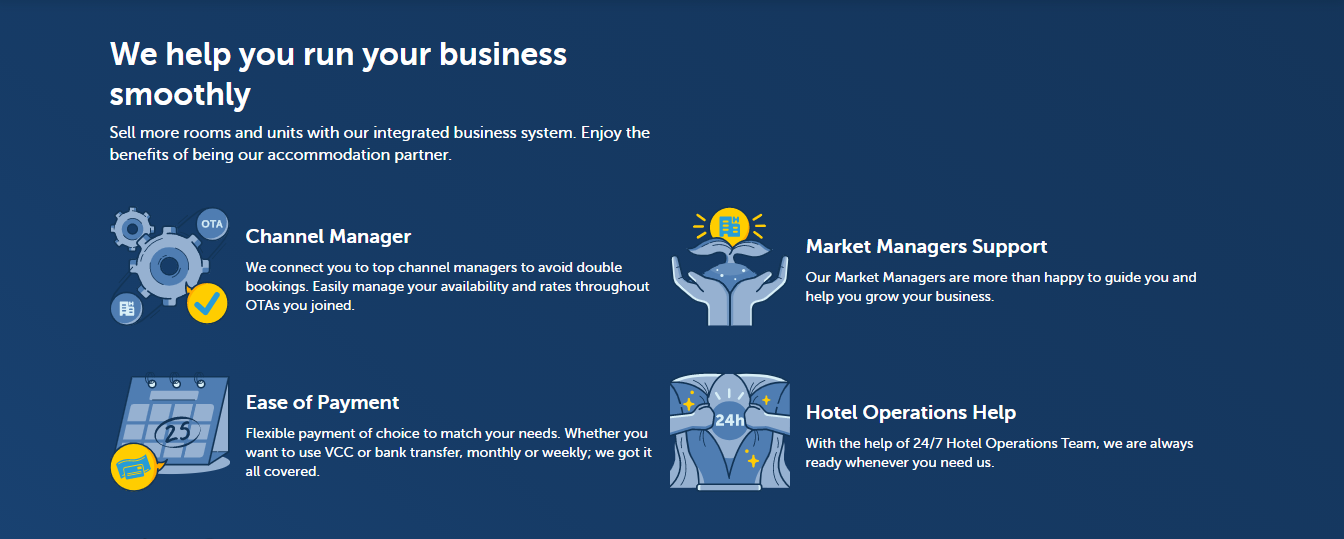 We help you run your business
smoothly
Sell more rooms and units with our integrated business system. Enjoy the
benefits of being our accommodation partner.
OTA
H
Channel Manager
We connect you to top channel managers to avoid double
bookings. Easily manage your availability and rates throughout
OTAs you joined.
H
Market Managers Support
Our Market Managers are more than happy to guide you and
help you grow your business.
25
Ease of Payment
Flexible payment of choice to match your needs. Whether you
want to use VCC or bank transfer, monthly or weekly; we got it
all covered.
24h
Hotel Operations Help
With the help of 24/7 Hotel Operations Team, we are always
ready whenever you need us.